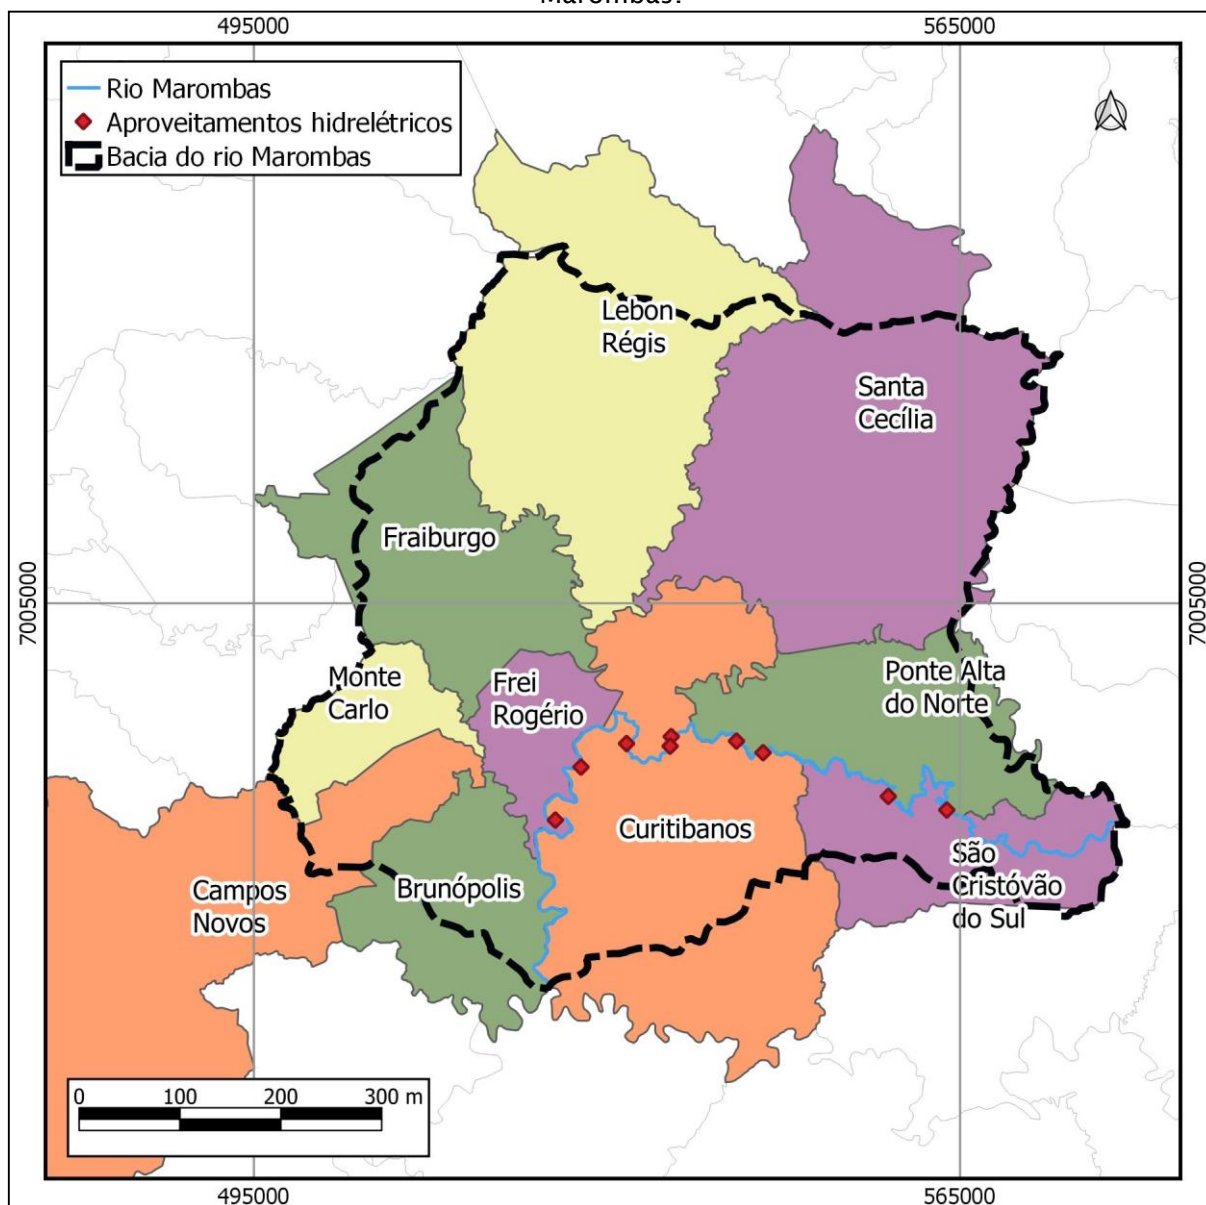 Marombas.
495000
565000
Rio Marombas
Aproveitamentos hidrelétricos
Bacia do rio Marombas
Lebon
Régis
Santa
Cecília
Fraiburgo
7005000
7005000
Monte
Carlo
Frei
Rogério
Ponte Alta
do Norte
Curitibanos
São
Cristóvão
do Sul
Campos
Novos
Brunópolis
0 100 200 300 m
495000
565000